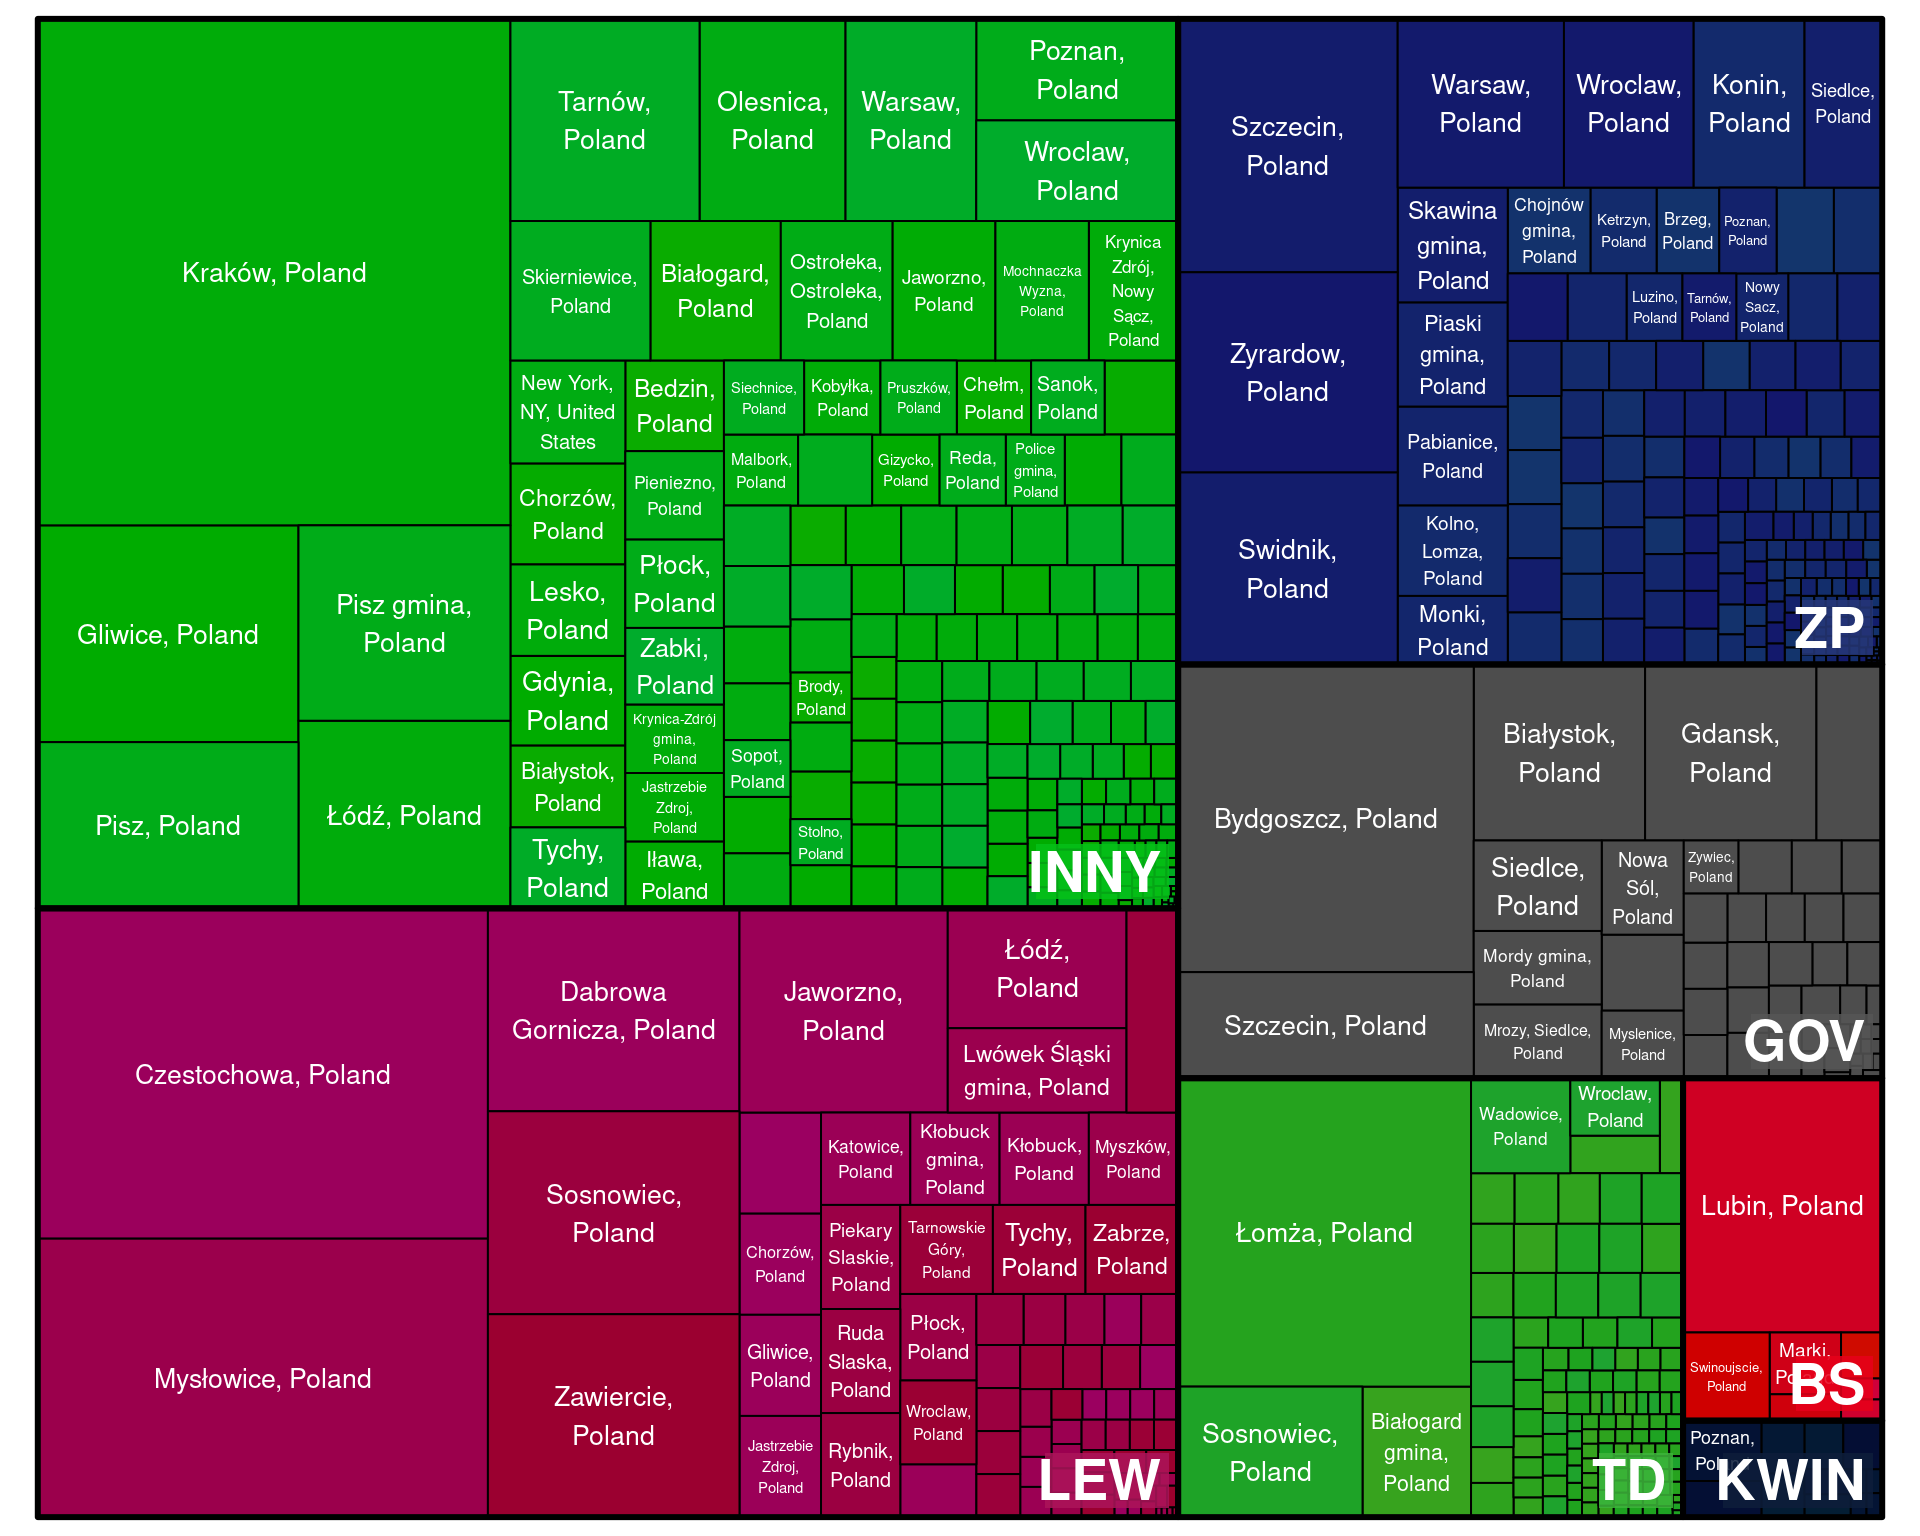 Kraków, Poland
Gliwice, Poland
Pisz, Poland
Pisz gmina,
Poland
Łódź, Poland
Tarnów,
Poland
Olesnica,
Poland
Warsaw,
Poland
Poznan,
Poland
Wroclaw,
Poland
Skierniewice,
Poland
Białogard,
Poland
Ostrołeka,
Ostroleka,
Poland
Jaworzno,
Poland
Mochnaczka
Wyzna,
Poland
Krynica
Zdrój,
Nowy
Sącz,
Poland
New York,
NY, United
States
Chorzów,
Poland
Lesko,
Poland
Gdynia,
Poland
Białystok,
Poland
Tychy,
Poland
Bedzin,
Poland
Pieniezno,
Poland
Płock,
Poland
Zabki,
Poland
Krynica-Zdrój
gmina,
Poland
Jastrzebie
Zdroj,
Poland
Iława,
Poland
Siechnice,
Poland
Kobyłka,
Poland
Pruszków,
Poland
Chełm,
Poland
Sanok,
Poland
Malbork,
Poland
Gizycko,
Poland
Reda,
Poland
Police
gmina,
Poland
Brody,
Poland
Sopot,
Poland
Stolno,
Poland
INNY
Szczecin,
Poland
Zyrardow,
Poland
Swidnik,
Poland
Warsaw,
Poland
Wroclaw,
Poland
Konin,
Poland
Siedlce,
Poland
Skawina
gmina,
Poland
Piaski
gmina,
Poland
Pabianice,
Poland
Kolno,
Lomza,
Poland
Monki,
Poland
Chojnów
gmina,
Poland
Ketrzyn,
Poland
Brzeg,
Poland
Poznan,
Poland
Luzino,
Poland
Tarnów,
Poland
Nowy
Sacz,
Poland
ZP
Bydgoszcz, Poland
Szczecin, Poland
Białystok,
Poland
Gdansk,
Poland
Siedlce,
Poland
Mordy gmina,
Poland
Mrozy, Siedlce,
Poland
Nowa
Sól,
Poland
Myslenice,
Poland
Zywiec,
Poland
GOV
Czestochowa, Poland
Mysłowice, Poland
Dabrowa
Gornicza, Poland
Sosnowiec,
Poland
Zawiercie,
Poland
Jaworzno,
Poland
Łódź,
Poland
Lwówek Śląski
gmina, Poland
Chorzów,
Poland
Gliwice,
Poland
Jastrzebie
Zdroj,
Poland
Katowice,
Poland
Kłobuck
gmina,
Poland
Kłobuck,
Poland
Myszków,
Poland
Piekary
Slaskie,
Poland
Ruda
Slaska,
Poland
Rybnik,
Poland
Tarnowskie
Góry,
Poland
Tychy,
Poland
Zabrze,
Poland
Płock,
Poland
Wroclaw,
Poland
LEW
Łomża, Poland
Sosnowiec,
Poland
Białogard
gmina,
Poland
Wadowice,
Poland
Wroclaw,
Poland
TD
Lubin, Poland
Swinoujscie,
Poland
Marki,
BS
Poznan,
KWIN